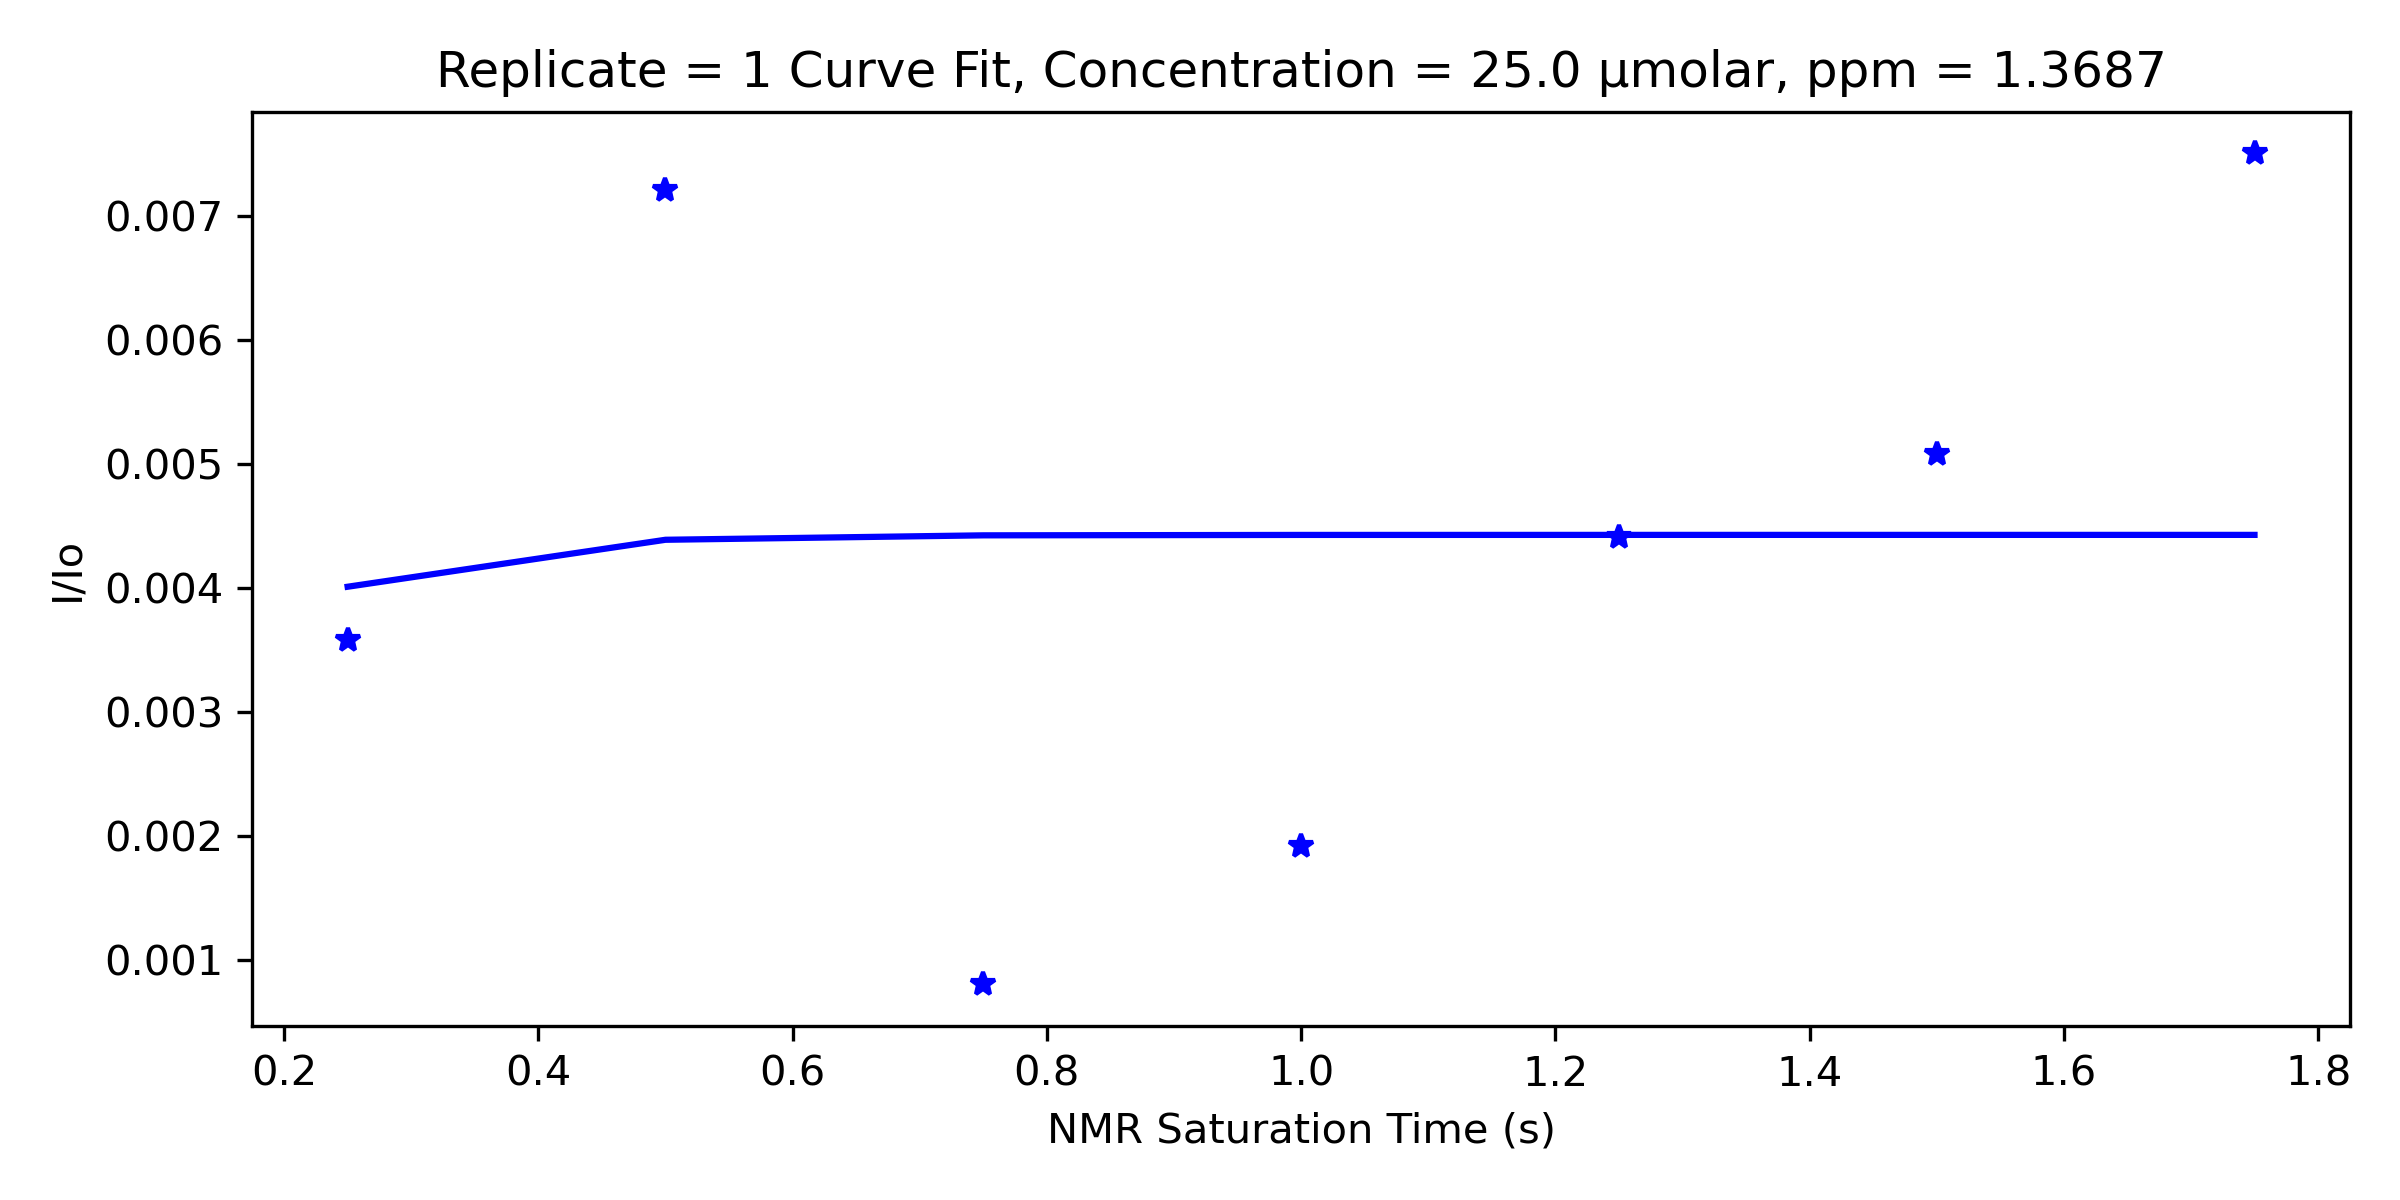 Replicate = 1 Curve Fit, Concentration = 25.0 µmolar, ppm = 1.3687
I/Io
0.007
0.006
0.005
0.004
0.003
0.002
0.001
0.2 0.4 0.6 0.8 1.0 1.2 1.4 1.6 1.8
NMR Saturation Time (s)